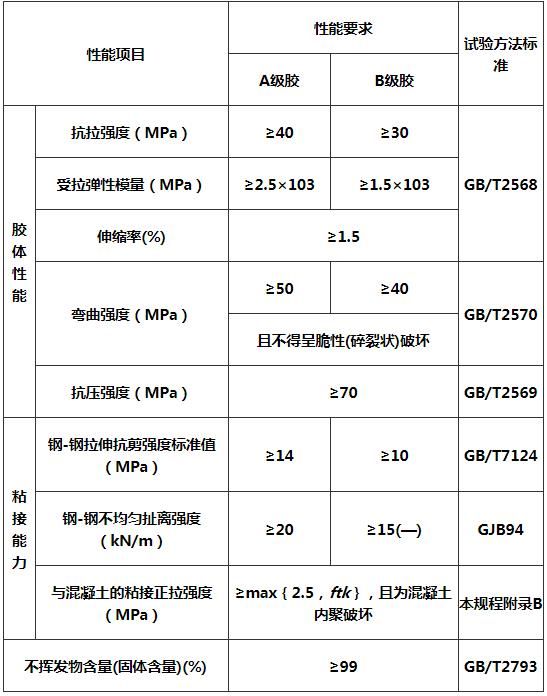 性能项目
性能要求
试验方法标
准
A级胶
B级胶
胶体性能
抗拉强度（MPa）
≥40
≥30
GB/T2568
受拉弹性模量（MPa）
≥2.5×103
≥1.5×103
伸缩率(%)
≥1.5
弯曲强度（MPa）
≥50
≥40
GB/T2570
且不得呈脆性(碎裂状)破坏
抗压强度（MPa）
≥70
GB/T2569
粘接能力
钢-钢拉伸抗剪强度标准值
（MPa）
≥14
≥10
GB/T7124
钢-钢不均匀扯离强度
（kN/m）
≥20
≥15(—)
GJB94
与混凝土的粘接正拉强度
（MPa）
≥max｛2.5，ftk｝，且为混凝土
内聚破坏
本规程附录B
不挥发物含量(固体含量)(%)
≥99
GB/T2793